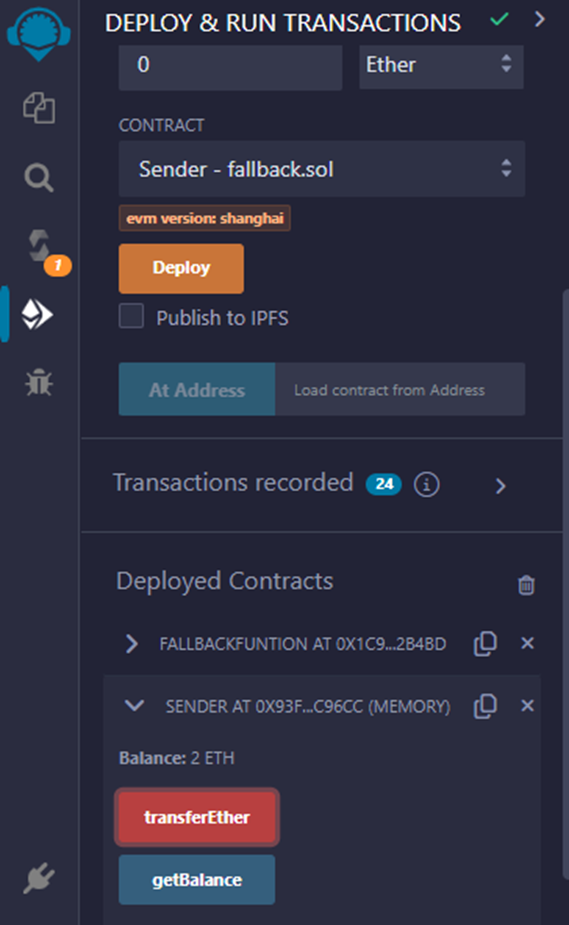 DEPLOY & RUN TRANSACTIONS
0 Ether
CONTRACT
Sender - fallback.sol
evm version: shanghai
1
Deploy
Publish to IPFS
At Address Load contract from Address
Transactions recorded 24 i
Deployed Contracts
FALLBACKFUNTION AT 0X1C9...2B4BD
SENDER AT 0X93F...C96CC (MEMORY)
Balance: 2 ETH
transferEther
getBalance